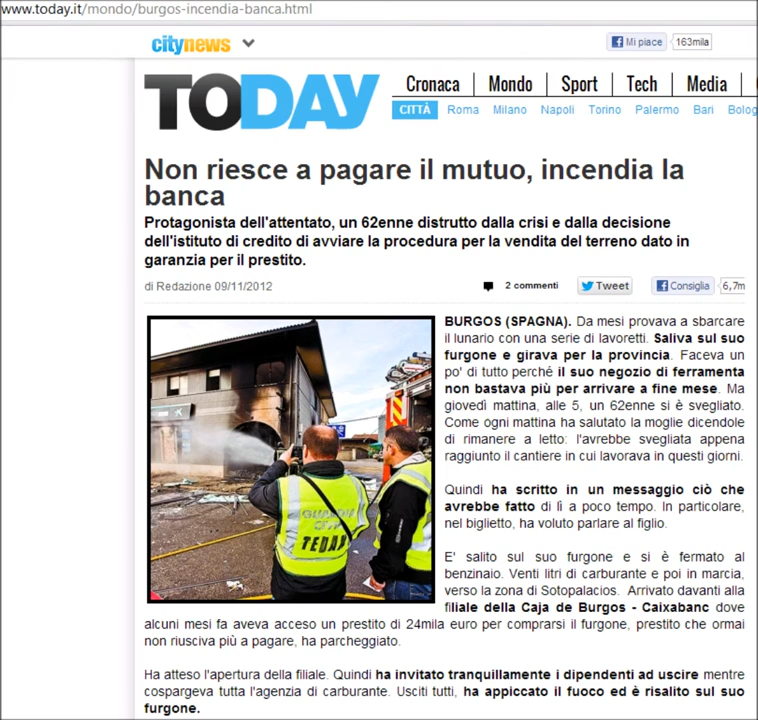 www.today.it/mondo/burgos-incendia-banca.html
citynews
Mi piace 163mila
TODAY
Cronaca Mondo Sport Tech Media
CITTÀ Roma Milano Napoli Torino Palermo Bari Bolog
Non riesce a pagare il mutuo, incendia la
banca
Protagonista dell'attentato, un 62enne distrutto dalla crisi e dalla decisione
dell'istituto di credito di avviare la procedura per la vendita del terreno dato in
garanzia per il prestito.
di Redazione 09/11/2012
2 commenti Tweet Consiglia 6,7m
GUARDIA
CIVIL
TEDAX
BURGOS (SPAGNA). Da mesi provava a sbarcare
il lunario con una serie di lavoretti. Saliva sul suo
furgone e girava per la provincia. Faceva un
po' di tutto perché il suo negozio di ferramenta
non bastava più per arrivare a fine mese. Ma
giovedì mattina, alle 5, un 62enne si è svegliato.
Come ogni mattina ha salutato la moglie dicendole
di rimanere a letto: l'avrebbe svegliata appena
raggiunto il cantiere in cui lavorava in questi giorni.
Quindi ha scritto in un messaggio ciò che
avrebbe fatto di lì a poco tempo. In particolare,
nel biglietto, ha voluto parlare al figlio.
E' salito sul suo furgone e si è fermato al
benzinaio. Venti litri di carburante e poi in marcia,
verso la zona di Sotopalacios. Arrivato davanti alla
filiale della Caja de Burgos - Caixabanc dove
alcuni mesi fa aveva acceso un prestito di 24mila euro per comprarsi il furgone, prestito che ormai
non riusciva più a pagare, ha parcheggiato.
Ha atteso l'apertura della filiale. Quindi ha invitato tranquillamente i dipendenti ad uscire mentre
cospargeva tutta l'agenzia di carburante. Usciti tutti, ha appiccato il fuoco ed è risalito sul suo
furgone.